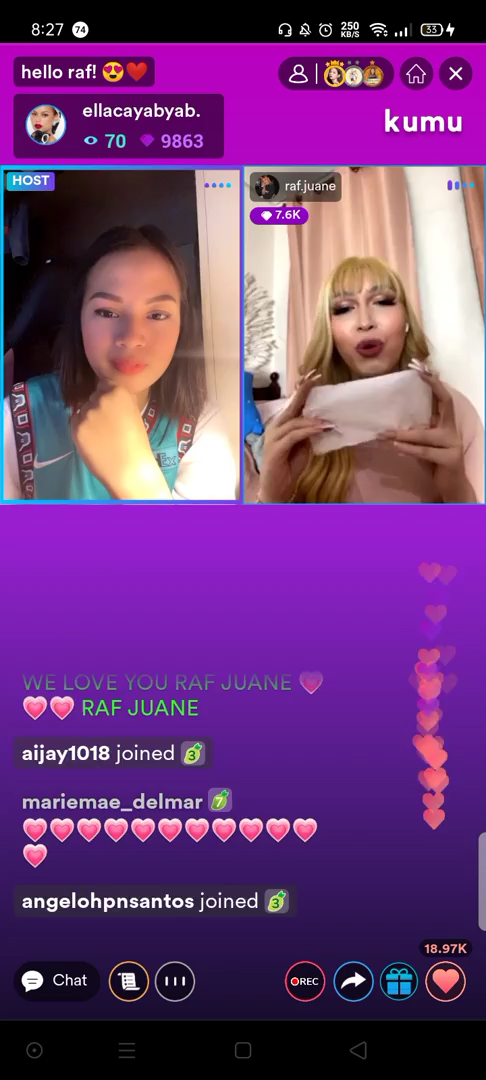 8:27 74 250 KB/S 33
hello raf! 😍❤️
ellacayabyab.
70 9863
kumu
HOST
raf.juane
7.6K
WE LOVE YOU RAF JUANE 💗
💗💗 RAF JUANE
aijay1018 joined 3
mariemae_delmar 7
💗💗💗💗💗💗💗💗💗💗💗
💗
angelohpnsantos joined 3
18.97K
Chat REC